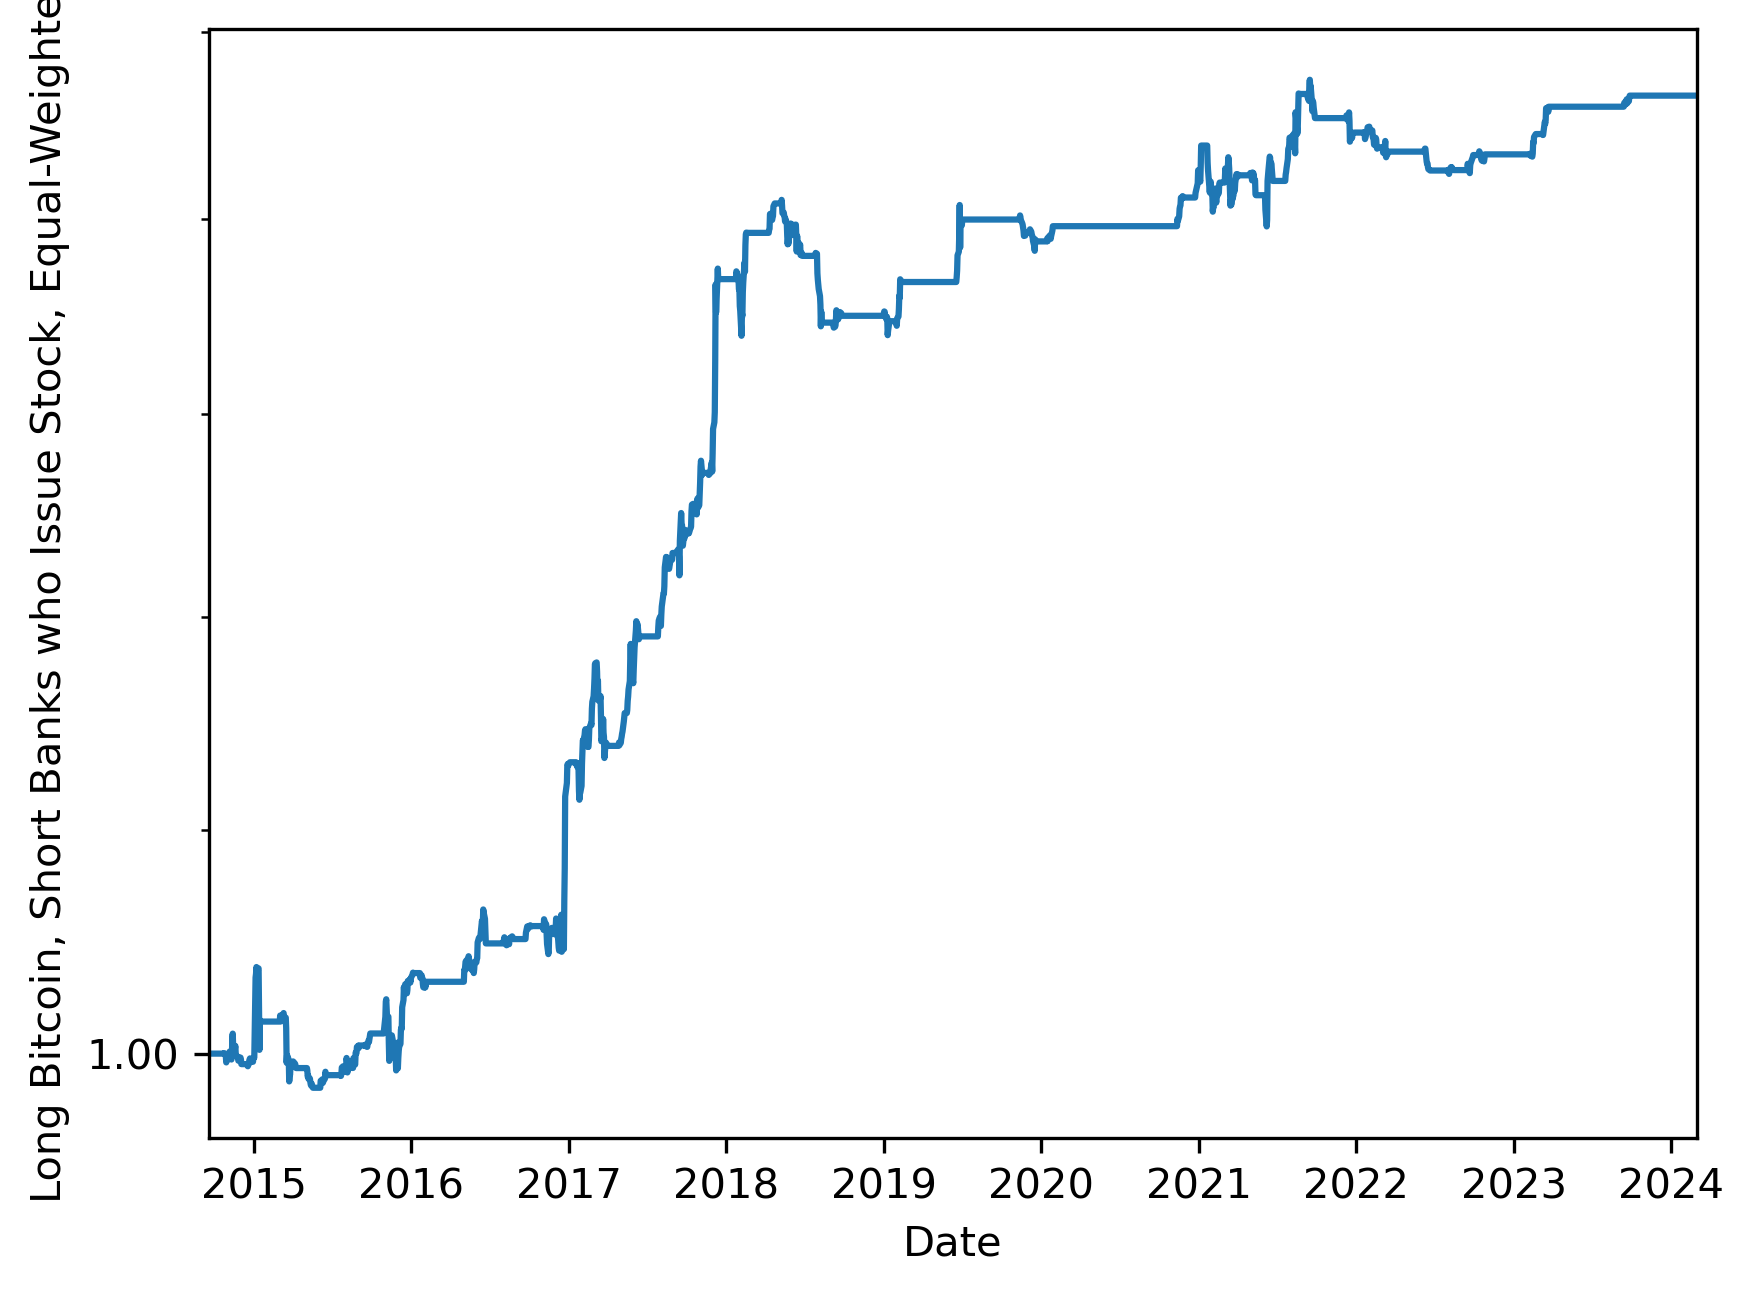 Long Bitcoin, Short Banks who Issue Stock, Equal-Weighte
1.00
2015 2016 2017 2018 2019 2020 2021 2022 2023 2024
Date